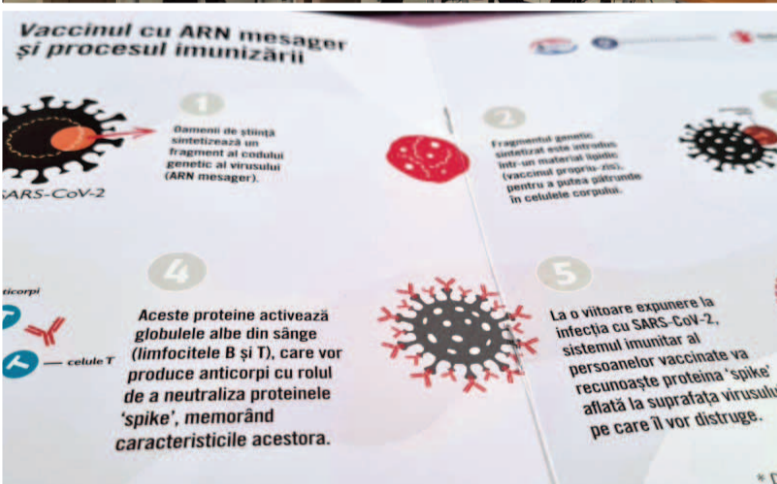 Vaccinul cu ARN mesager
și procesul imunizării
1
Oamenii de știință
sintetizează un
fragment al codului
genetic al virusului
(ARN mesager).
SARS-CoV-2
2
Fragmentul genetic
sintetizat este introdus
într-un material lipidic
(vaccinul propriu-zis),
pentru a putea pătrunde
în celulele corpului.
4
ticorpi
celule T
Aceste proteine activează
globulele albe din sânge
(limfocitele B și T), care vor
produce anticorpi cu rolul
de a neutraliza proteinele
‘spike’, memorând
caracteristicile acestora.
5
La o viitoare expunere la
infecția cu SARS-CoV-2,
sistemul imunitar al
persoanelor vaccinate va
recunoaște proteina ‘spike’
aflată la suprafața virusulu
pe care îl vor distruge.